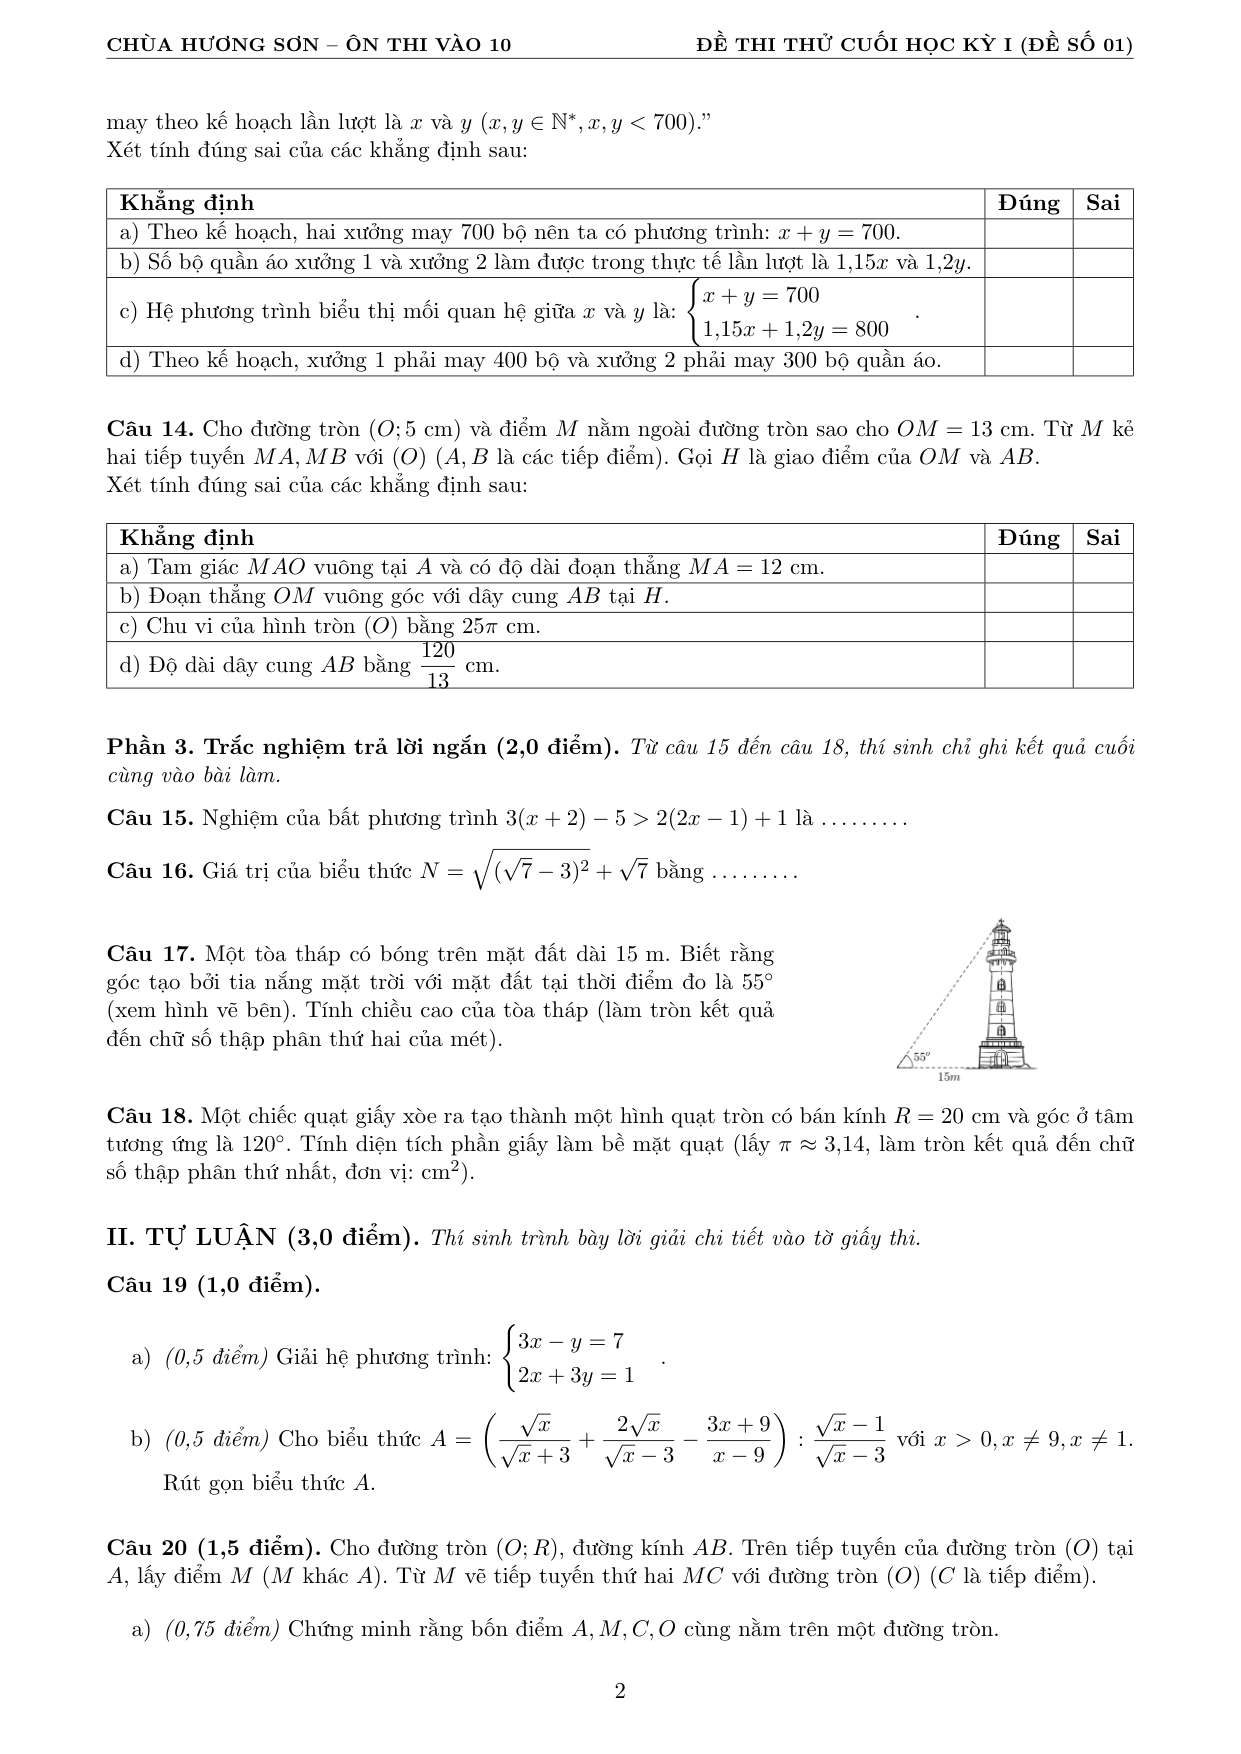 CHÙA HƯƠNG SƠN – ÔN THI VÀO 10 ĐỀ THI THỬ CUỐI HỌC KỲ I (ĐỀ SỐ 01)
may theo kế hoạch lần lượt là x và y (x, y ∈ ℕ*, x, y < 700).”
Xét tính đúng sai của các khẳng định sau:
Khẳng định Đúng Sai
a) Theo kế hoạch, hai xưởng may 700 bộ nên ta có phương trình: x + y = 700.
b) Số bộ quần áo xưởng 1 và xưởng 2 làm được trong thực tế lần lượt là 1,15x và 1,2y.
c) Hệ phương trình biểu thị mối quan hệ giữa x và y là: { x + y = 700
1,15x + 1,2y = 800 .
d) Theo kế hoạch, xưởng 1 phải may 400 bộ và xưởng 2 phải may 300 bộ quần áo.
Câu 14. Cho đường tròn (O; 5 cm) và điểm M nằm ngoài đường tròn sao cho OM = 13 cm. Từ M kẻ
hai tiếp tuyến MA, MB với (O) (A, B là các tiếp điểm). Gọi H là giao điểm của OM và AB.
Xét tính đúng sai của các khẳng định sau:
Khẳng định Đúng Sai
a) Tam giác MAO vuông tại A và có độ dài đoạn thẳng MA = 12 cm.
b) Đoạn thẳng OM vuông góc với dây cung AB tại H.
c) Chu vi của hình tròn (O) bằng 25π cm.
d) Độ dài dây cung AB bằng 120/13 cm.
Phần 3. Trắc nghiệm trả lời ngắn (2,0 điểm). Từ câu 15 đến câu 18, thí sinh chỉ ghi kết quả cuối
cùng vào bài làm.
Câu 15. Nghiệm của bất phương trình 3(x + 2) − 5 > 2(2x − 1) + 1 là .........
Câu 16. Giá trị của biểu thức N = √((√7 − 3)²) + √7 bằng .........
Câu 17. Một tòa tháp có bóng trên mặt đất dài 15 m. Biết rằng
góc tạo bởi tia nắng mặt trời với mặt đất tại thời điểm đo là 55°
(xem hình vẽ bên). Tính chiều cao của tòa tháp (làm tròn kết quả
đến chữ số thập phân thứ hai của mét).
55°
15m
Câu 18. Một chiếc quạt giấy xòe ra tạo thành một hình quạt tròn có bán kính R = 20 cm và góc ở tâm
tương ứng là 120°. Tính diện tích phần giấy làm bề mặt quạt (lấy π ≈ 3,14, làm tròn kết quả đến chữ
số thập phân thứ nhất, đơn vị: cm²).
II. TỰ LUẬN (3,0 điểm). Thí sinh trình bày lời giải chi tiết vào tờ giấy thi.
Câu 19 (1,0 điểm).
a) (0,5 điểm) Giải hệ phương trình: { 3x − y = 7
2x + 3y = 1 .
b) (0,5 điểm) Cho biểu thức A = (√x/(√x + 3) + 2√x/(√x − 3) − (3x + 9)/(x − 9)) : (√x − 1)/(√x − 3) với x > 0, x ≠ 9, x ≠ 1.
Rút gọn biểu thức A.
Câu 20 (1,5 điểm). Cho đường tròn (O; R), đường kính AB. Trên tiếp tuyến của đường tròn (O) tại
A, lấy điểm M (M khác A). Từ M vẽ tiếp tuyến thứ hai MC với đường tròn (O) (C là tiếp điểm).
a) (0,75 điểm) Chứng minh rằng bốn điểm A, M, C, O cùng nằm trên một đường tròn.
2